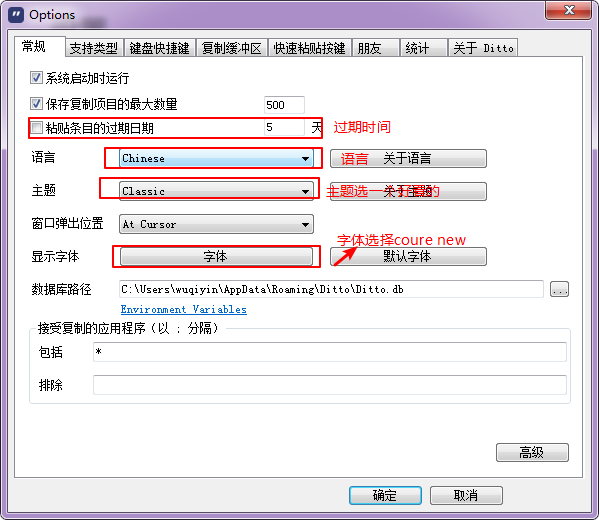 Options
常规 支持类型 键盘快捷键 复制缓冲区 快速粘贴按键 朋友 统计 关于 Ditto
系统启动时运行
保存复制项目的最大数量 500
粘贴条目的过期日期 5 天 过期时间
语言 Chinese 语言 关于语言
主题 Classic 主题选一 的 关于主题
窗口弹出位置 At Cursor
字体选择coure new
显示字体 字体 默认字体
数据库路径 C:\Users\wuqiyin\AppData\Roaming\Ditto\Ditto.db ...
Environment Variables
接受复制的应用程序（以 ; 分隔）
包括 *
排除
高级
确定 取消